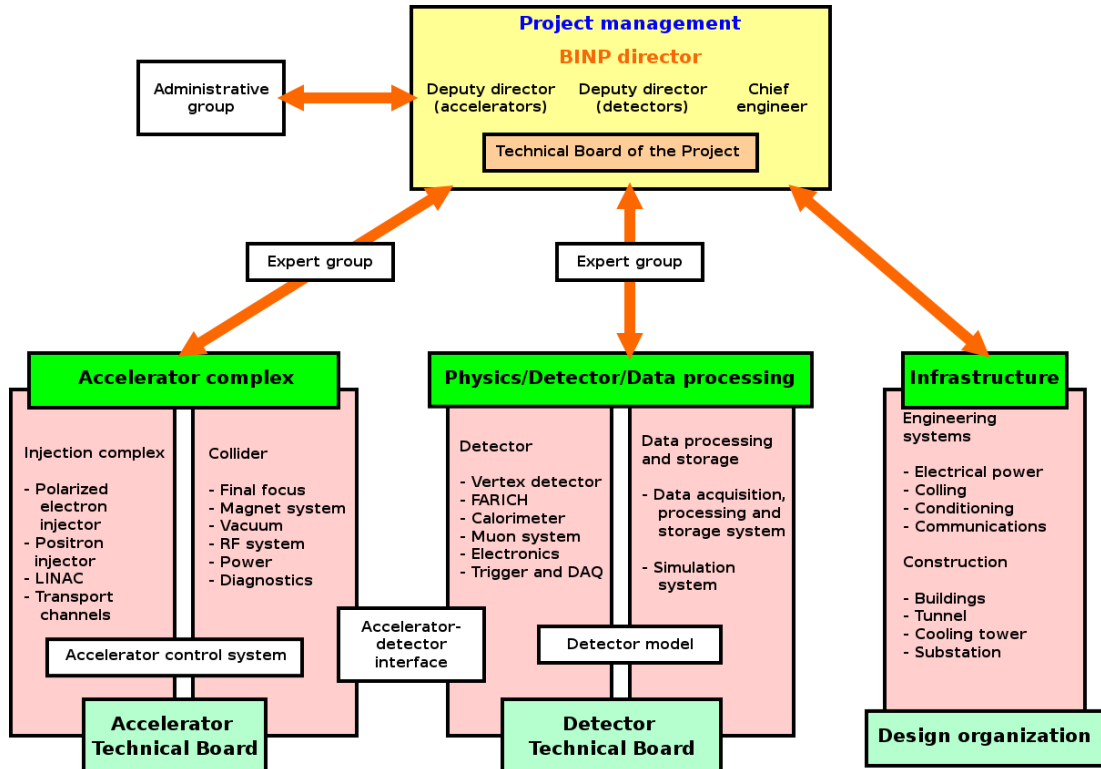 Project management
BINP director
Administrative
group
Deputy director
(accelerators)
Deputy director
(detectors)
Chief
engineer
Technical Board of the Project
Expert group
Expert group
Accelerator complex
Injection complex
- Polarized
electron
injector
- Positron
injector
- LINAC
- Transport
channels
Collider
- Final focus
- Magnet system
- Vacuum
- RF system
- Power
- Diagnostics
Accelerator control system
Accelerator
Technical Board
Accelerator-
detector
interface
Physics/Detector/Data processing
Detector
- Vertex detector
- FARICH
- Calorimeter
- Muon system
- Electronics
- Trigger and DAQ
Data processing
and storage
- Data acquisition,
processing and
storage system
- Simulation
system
Detector model
Detector
Technical Board
Infrastructure
Engineering
systems
- Electrical power
- Colling
- Conditioning
- Communications
Construction
- Buildings
- Tunnel
- Cooling tower
- Substation
Design organization